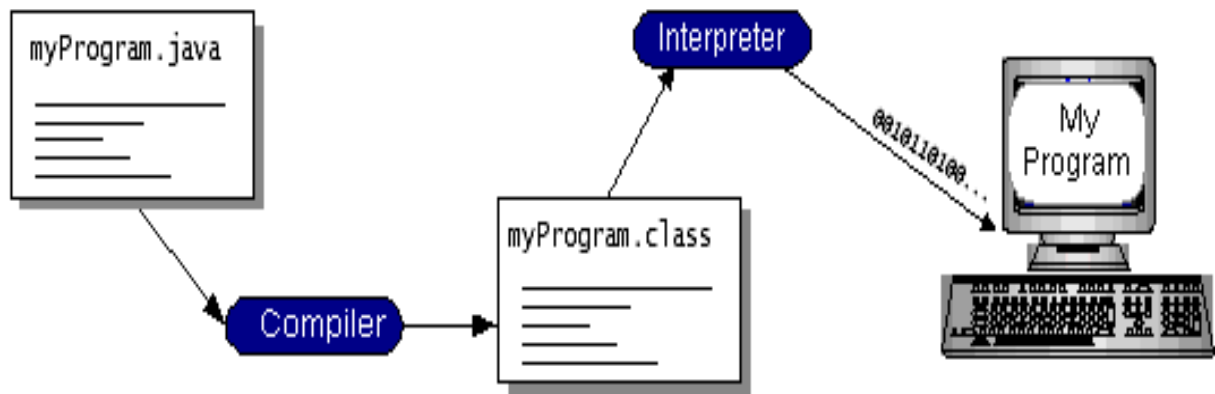 myProgram.java
Compiler
myProgram.class
Interpreter
0010110100...
My
Program